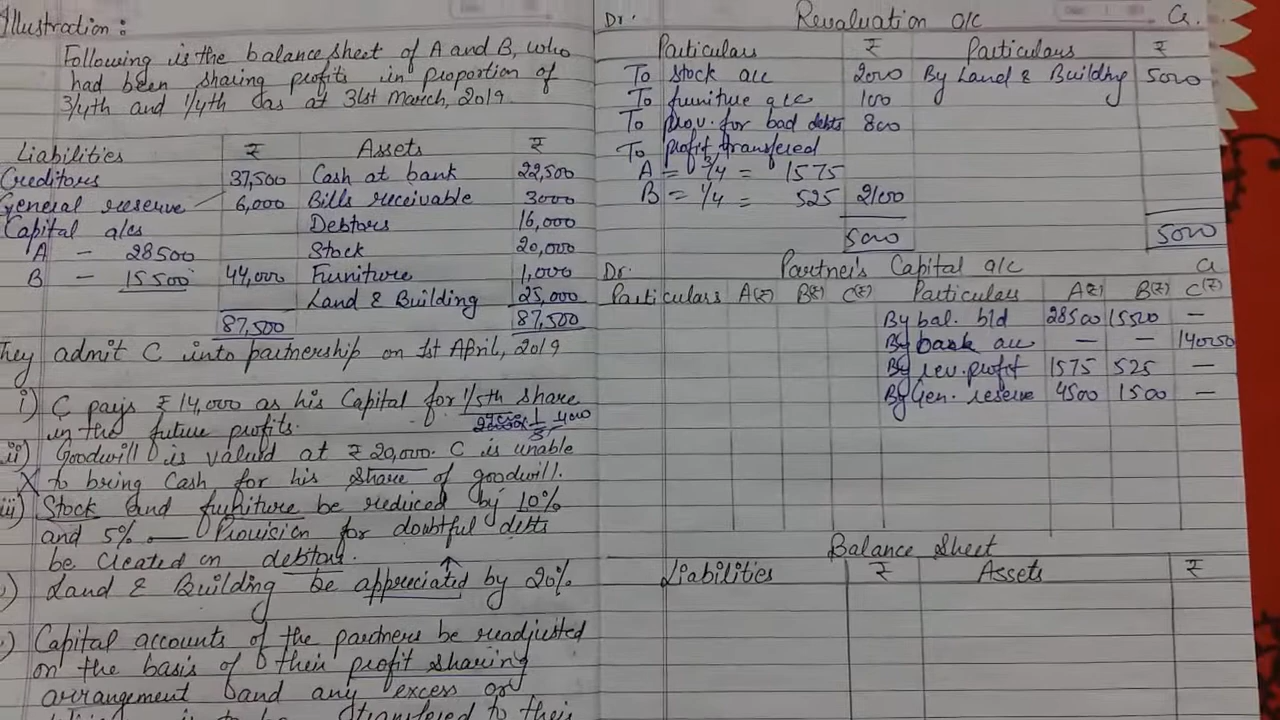 Illustration :
Following is the balance sheet of A and B, who
had been sharing profits in proportion of
3/4th and 1/4th as at 31st March, 2019.
Liabilities ₹ Assets ₹
Creditors 37,500 Cash at bank 22,500
General reserve 6,000 Bills receivable 3000
Capital a/cs Debtors 16,000
A - 28500 Stock 20,000
B - 15500 44,000 Furniture 1,000
Land & Building 25,000
87,500 87,500
They admit C into partnership on 1st April, 2019
i) C pays ₹ 14,000 as his Capital for 1/5th share
in the future profits.
ii) Goodwill is valued at ₹ 20,000. C is unable
to bring Cash for his share of goodwill.
iii) Stock and furniture be reduced by 10%
and 5% Provision for doubtful debts
be Created on debtors.
) Land & Building be appreciated by 20%
) Capital accounts of the partners be readjusted
on the basis of their profit sharing
arrangement and any excess or
transferred to their
Dr. Revaluation a/c Cr.
Particulars ₹ Particulars ₹
To stock a/c 2000 By Land & Building 5000
To furniture a/c 100
To prov. for bad debts 800
To profit transfered
A = 3/4 = 1575
B = 1/4 = 525 2100
5000 5000
Dr. Partner's Capital a/c Cr
Particulars A(₹) B(₹) C(₹) Particulars A(₹) B(₹) C(₹)
By bal. b/d 28500 15500 -
By bank a/c - - 14000
By rev. profit 1575 525 -
By Gen. reserve 4500 1500 -
Balance Sheet
Liabilities ₹ Assets ₹